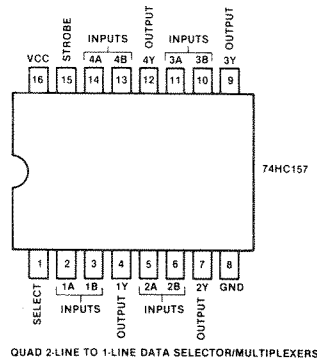 STROBE
INPUTS
OUTPUT
INPUTS
OUTPUT
VCC 4A 4B 4Y 3A 3B 3Y
16 15 14 13 12 11 10 9
74HC157
1 2 3 4 5 6 7 8
SELECT
1A 1B 1Y 2A 2B 2Y GND
INPUTS
OUTPUT
INPUTS
OUTPUT
QUAD 2-LINE TO 1-LINE DATA SELECTOR/MULTIPLEXERS